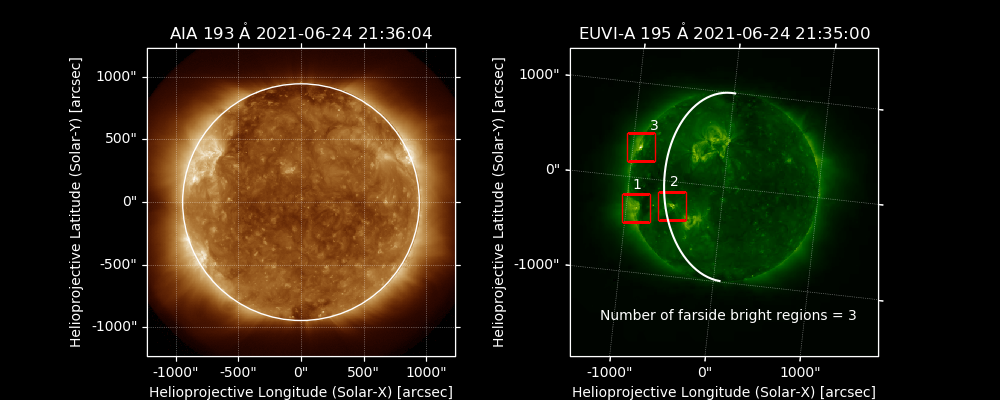 AIA 193 Å 2021-06-24 21:36:04
Helioprojective Latitude (Solar-Y) [arcsec]
1000"
500"
0"
-500"
-1000"
-1000"
-500"
0"
500"
1000"
Helioprojective Longitude (Solar-X) [arcsec]
EUVI-A 195 Å 2021-06-24 21:35:00
Helioprojective Latitude (Solar-Y) [arcsec]
1000"
0"
-1000"
3
1
2
Number of farside bright regions = 3
-1000"
0"
1000"
Helioprojective Longitude (Solar-X) [arcsec]